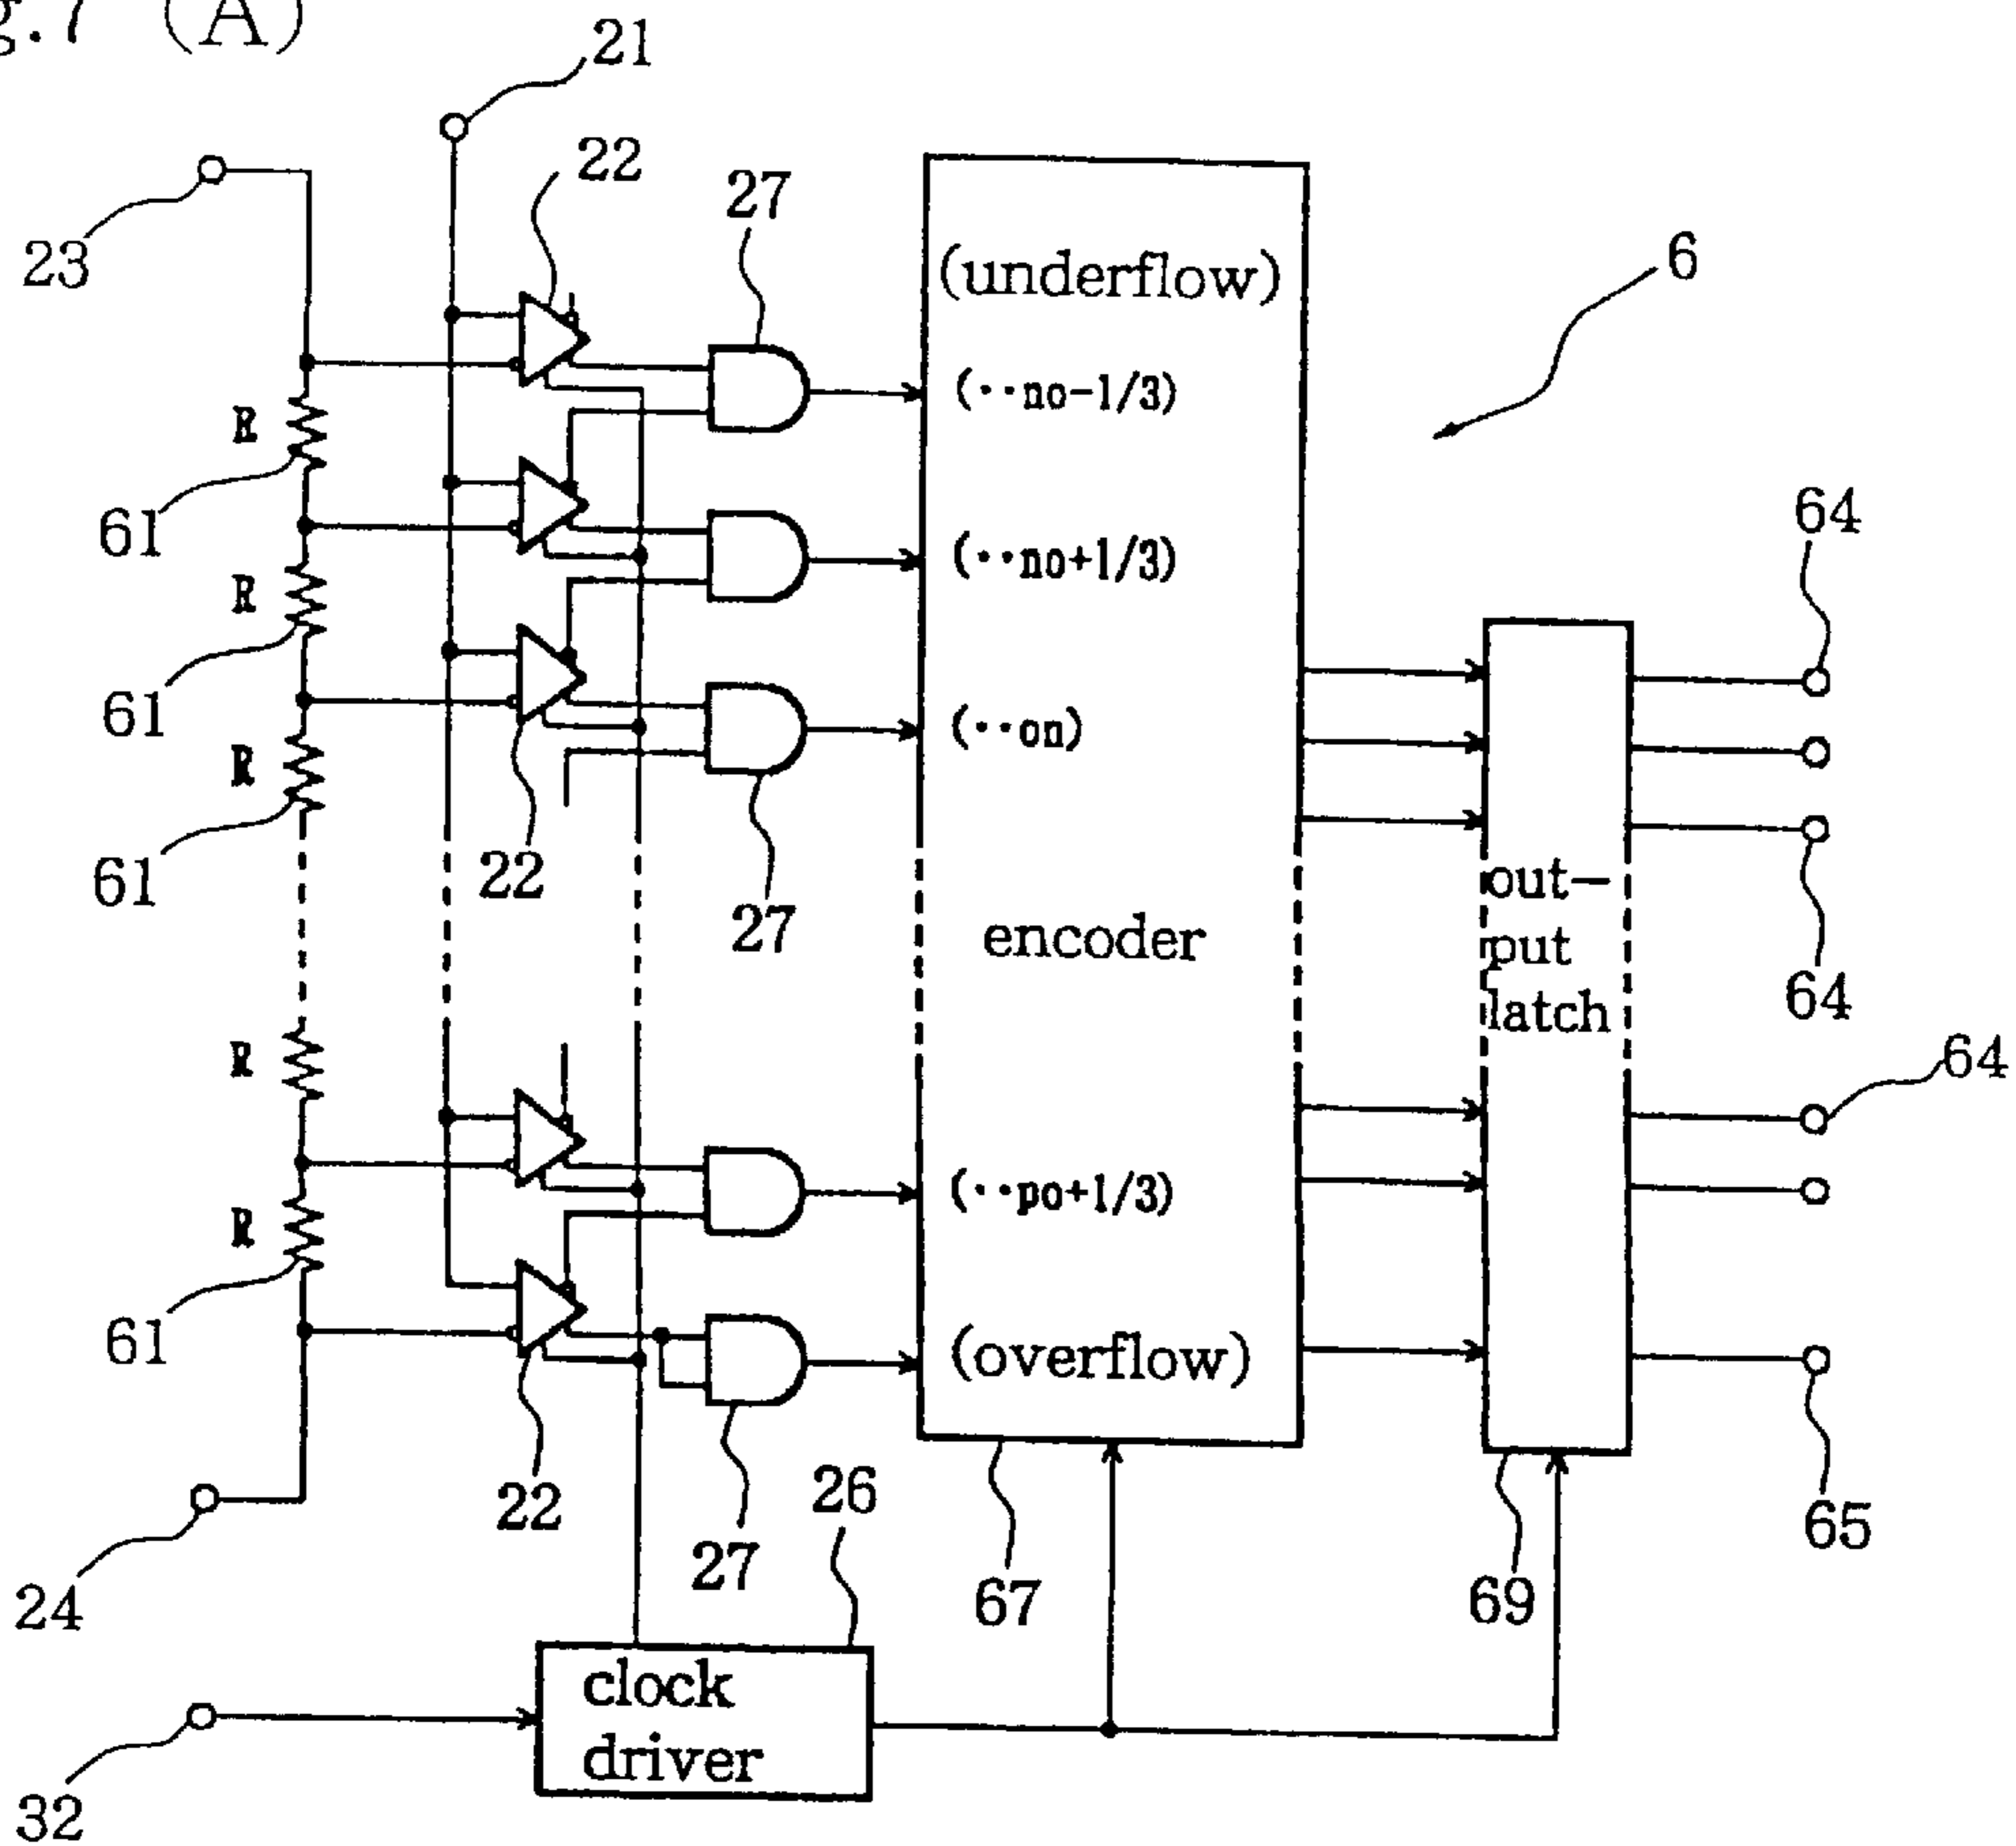 g.7 (A)
21
22
27
23
(underflow)
6
(··no-1/3)
R
61
64
(··no+1/3)
R
61
(··on)
R
61
22
27
out-
put
latch
encoder
64
64
R
(··po+1/3)
R
61
(overflow)
22
27
26
67
69
65
24
clock
driver
32